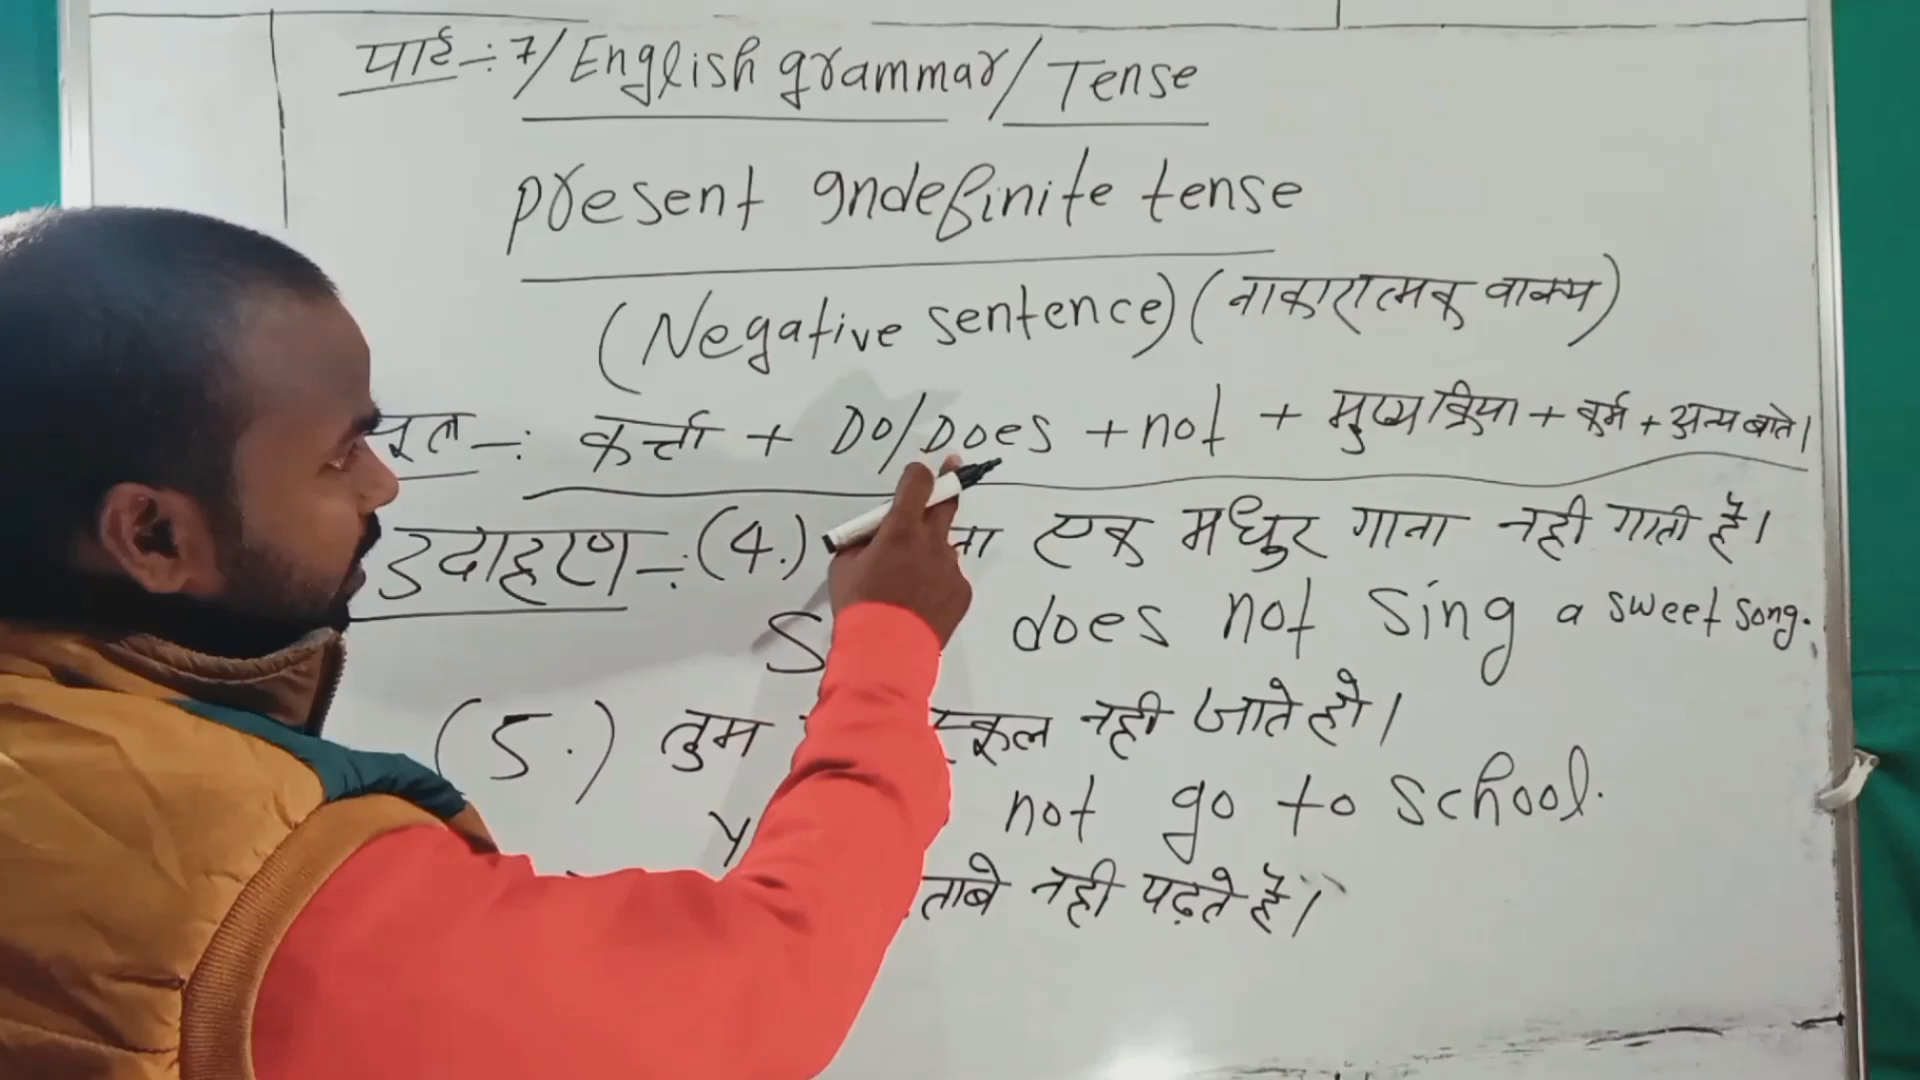 पार्ट -: 7/ English grammar/ Tense
present Indefinite tense
(Negative sentence) (नाकारात्मक वाक्य)
कर्त्ता + Do/Does + not + मुख्य क्रिया + कर्म + अन्य बाते।
उदाहरण -: (4.) एक मधुर गाना नही गाती है।
does not sing a sweet song.
(5.) तुम स्कूल नही जाते हो।
not go to school.
नही पढ़ते है।